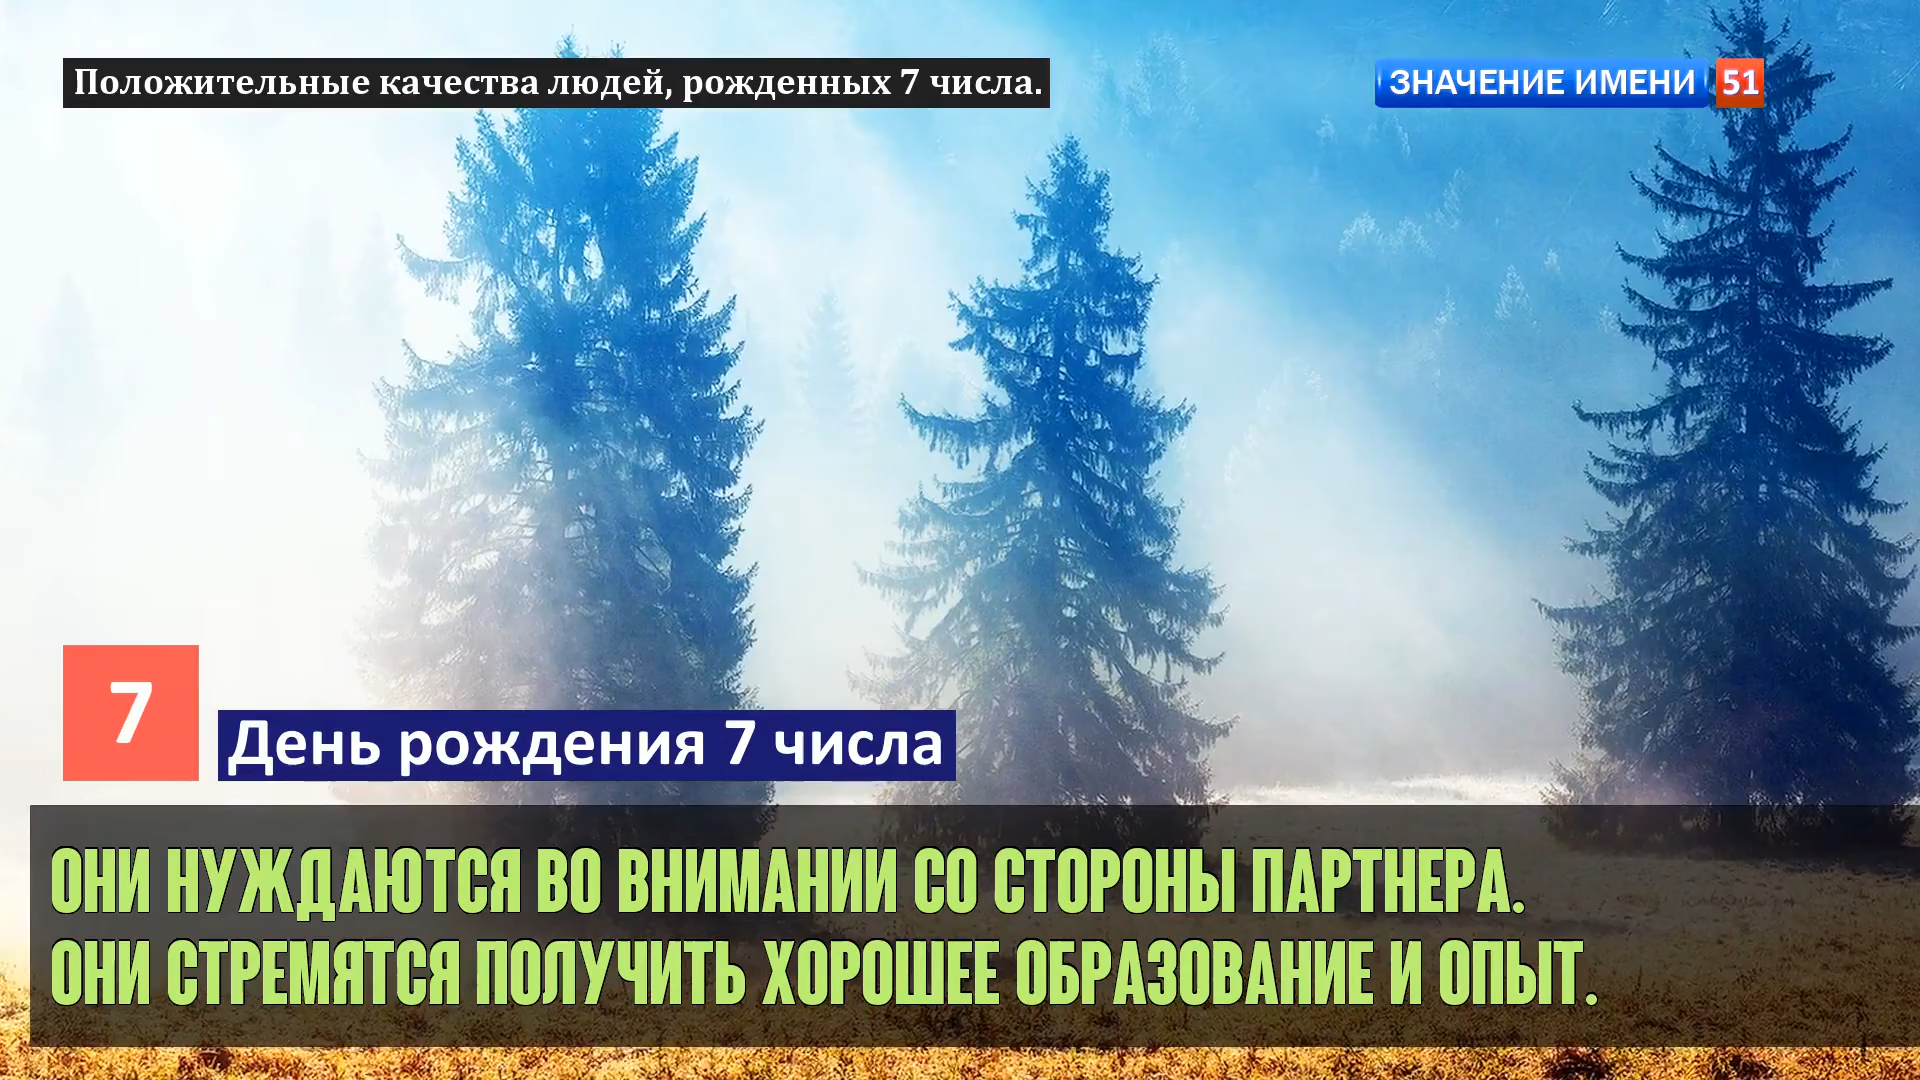 Положительные качества людей, рожденных 7 числа.
ЗНАЧЕНИЕ ИМЕНИ 51
7
День рождения 7 числа
ОНИ НУЖДАЮТСЯ ВО ВНИМАНИИ СО СТОРОНЫ ПАРТНЕРА.
ОНИ СТРЕМЯТСЯ ПОЛУЧИТЬ ХОРОШЕЕ ОБРАЗОВАНИЕ И ОПЫТ.